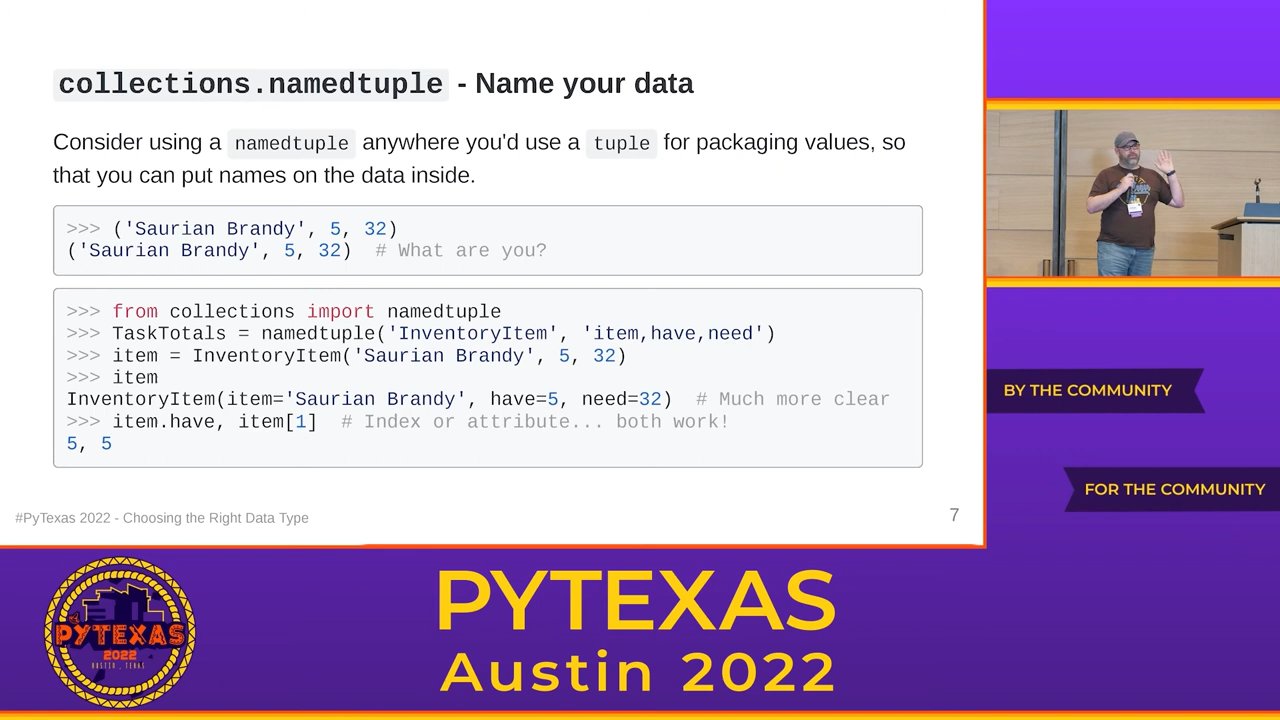 collections.namedtuple - Name your data
Consider using a namedtuple anywhere you'd use a tuple for packaging values, so
that you can put names on the data inside.
>>> ('Saurian Brandy', 5, 32)
('Saurian Brandy', 5, 32)  # What are you?
>>> from collections import namedtuple
>>> TaskTotals = namedtuple('InventoryItem', 'item,have,need')
>>> item = InventoryItem('Saurian Brandy', 5, 32)
>>> item
InventoryItem(item='Saurian Brandy', have=5, need=32)  # Much more clear
>>> item.have, item[1]  # Index or attribute... both work!
5, 5
#PyTexas 2022 - Choosing the Right Data Type
7
BY THE COMMUNITY
FOR THE COMMUNITY
PYTEXAS
2022
AUSTIN, TEXAS
PYTEXAS
Austin 2022